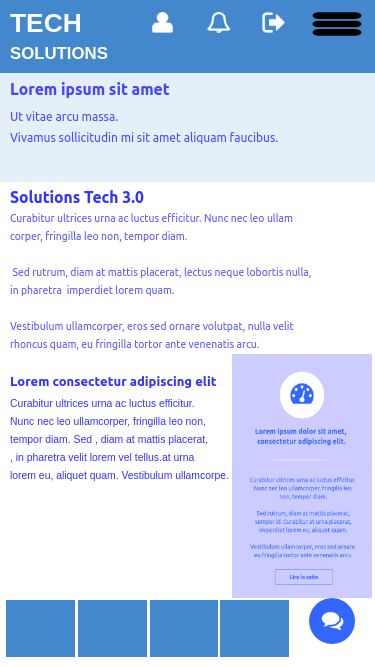 TECH
SOLUTIONS
Lorem ipsum sit amet
Ut vitae arcu massa.
Vivamus sollicitudin mi sit amet aliquam faucibus.
Solutions Tech 3.0
Curabitur ultrices urna ac luctus efficitur. Nunc nec leo ullam
corper, fringilla leo non, tempor diam.
Sed rutrum, diam at mattis placerat, lectus neque lobortis nulla,
in pharetra imperdiet lorem quam.
Vestibulum ullamcorper, eros sed ornare volutpat, nulla velit
rhoncus quam, eu fringilla tortor ante venenatis arcu.
Lorem consectetur adipiscing elit
Curabitur ultrices urna ac luctus efficitur.
Nunc nec leo ullamcorper, fringilla leo non,
tempor diam. Sed , diam at mattis placerat,
, in pharetra velit lorem vel tellus.at urna
lorem eu, aliquet quam. Vestibulum ullamcorpe.
Lorem ipsum dolor sit amet,
consectetur adipiscing elit.
Curabitur ultrices urna ac luctus efficitur.
Nunc nec leo ullamcorper, fringilla leo
non, tempor diam.
Sed rutrum, diam at mattis placerat,
semper id. Curabitur at urna placerat,
imperdiet lorem eu, aliquet quam.
Vestibulum ullamcorper, eros sed ornare
eu fringilla tortor ante venenatis arcu.
Lire la suite